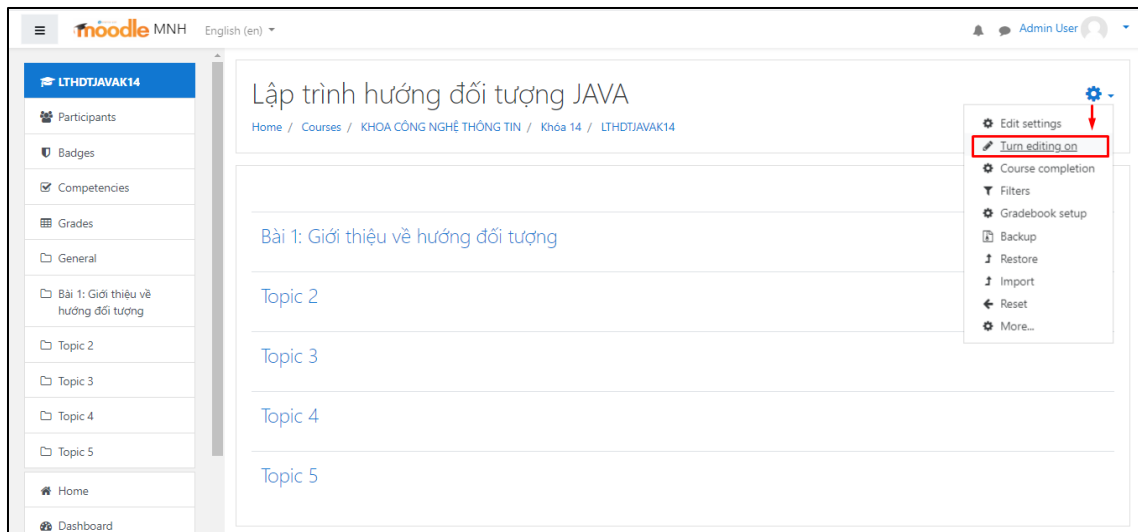 moodle MNH English (en) Admin User
LTHDTJAVAK14
Participants
Badges
Competencies
Grades
General
Bài 1: Giới thiệu về
hướng đối tượng
Topic 2
Topic 3
Topic 4
Topic 5
Home
Dashboard
Lập trình hướng đối tượng JAVA
Home / Courses / KHOA CÔNG NGHỆ THÔNG TIN / Khóa 14 / LTHDTJAVAK14
Edit settings
Turn editing on
Course completion
Filters
Gradebook setup
Backup
Restore
Import
Reset
More...
Bài 1: Giới thiệu về hướng đối tượng
Topic 2
Topic 3
Topic 4
Topic 5